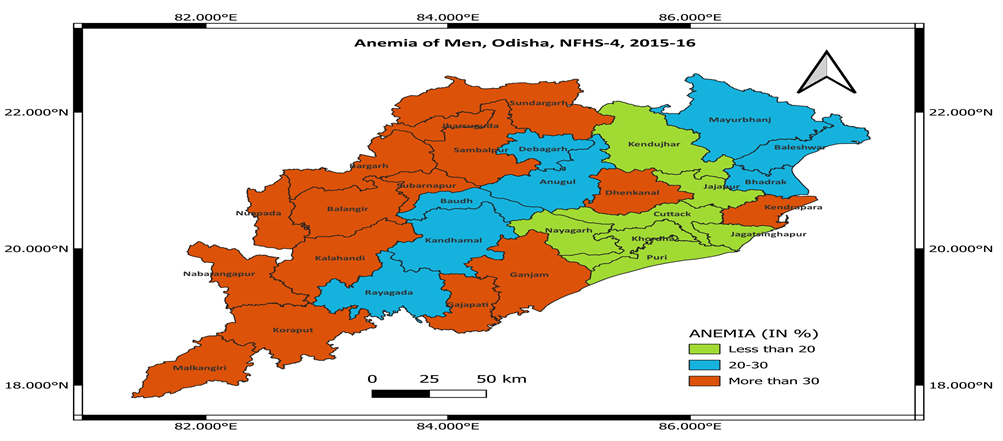 82.000°E 84.000°E 86.000°E
Anemia of Men, Odisha, NFHS-4, 2015-16
22.000°N 22.000°N
Sundargarh
Mayurbhanj
Jharsuguda
Kendujhar
Baleshwar
Sambalpur
Debagarh
Bargarh
Anugul
Bhadrak
Subarnapur
Jajapur
Dhenkanal
Baudh
Kendrapara
Nuapada
Balangir
Cuttack
Nayagarh
Jagatsinghapur
Kandhamal
Khordha
20.000°N 20.000°N
Kalahandi
Puri
Nabarangapur
Ganjam
Rayagada
Gajapati
Koraput
ANEMIA (IN %)
Less than 20
Malkangiri
20-30
0 25 50 km
More than 30
18.000°N 18.000°N
82.000°E 84.000°E 86.000°E